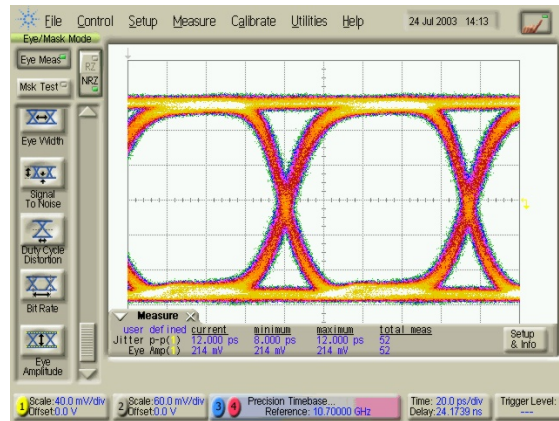 File Control Setup Measure Calibrate Utilities Help 24 Jul 2003 14:13
Eye/Mask Mode
Eye Meas
RZ
Msk Test
NRZ
Eye Width
Signal
To Noise
Duty Cycle
Distortion
Bit Rate
Eye
Amplitude
Measure
user defined current minimum maximum total meas
Jitter p-p( ) 12.000 ps 8.000 ps 12.000 ps 52
Eye Amp( ) 214 mV 214 mV 214 mV 52
Setup
& Info
1 Scale:40.0 mV/div
Offset:0.0 V
2 Scale:60.0 mV/div
Offset:0.0 V
3 4 Precision Timebase...
Reference: 10.70000 GHz
Time: 20.0 ps/div
Delay:24.1739 ns
Trigger Level:
---